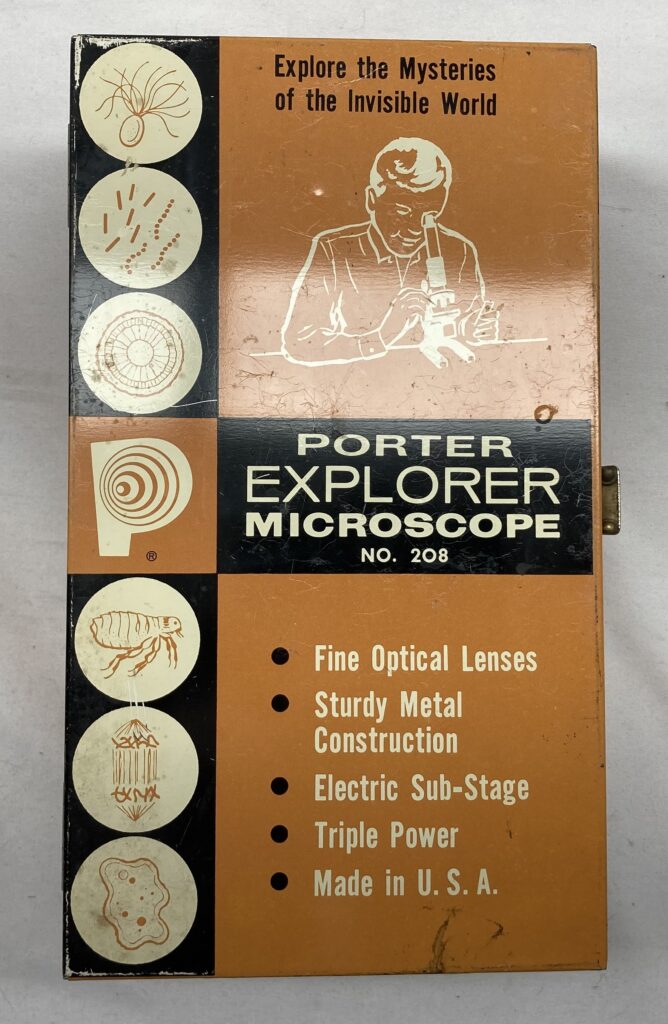 Explore the Mysteries
of the Invisible World
P
®
PORTER
EXPLORER
MICROSCOPE
NO. 208
• Fine Optical Lenses
• Sturdy Metal
Construction
• Electric Sub-Stage
• Triple Power
• Made in U. S. A.